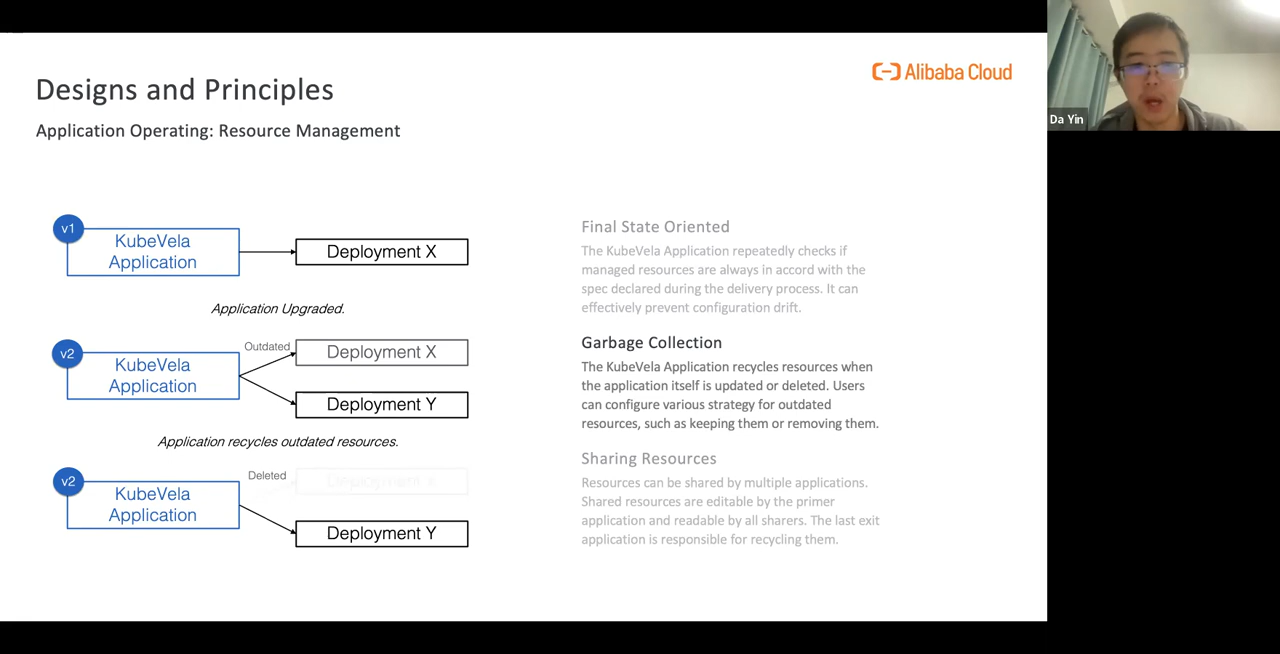 Alibaba Cloud
Designs and Principles
Application Operating: Resource Management
Da Yin
v1
KubeVela
Application
Deployment X
Application Upgraded.
v2
KubeVela
Application
Outdated
Deployment X
Deployment Y
Application recycles outdated resources.
v2
KubeVela
Application
Deleted
Deployment Y
Final State Oriented
The KubeVela Application repeatedly checks if
managed resources are always in accord with the
spec declared during the delivery process. It can
effectively prevent configuration drift.
Garbage Collection
The KubeVela Application recycles resources when
the application itself is updated or deleted. Users
can configure various strategy for outdated
resources, such as keeping them or removing them.
Sharing Resources
Resources can be shared by multiple applications.
Shared resources are editable by the primer
application and readable by all sharers. The last exit
application is responsible for recycling them.